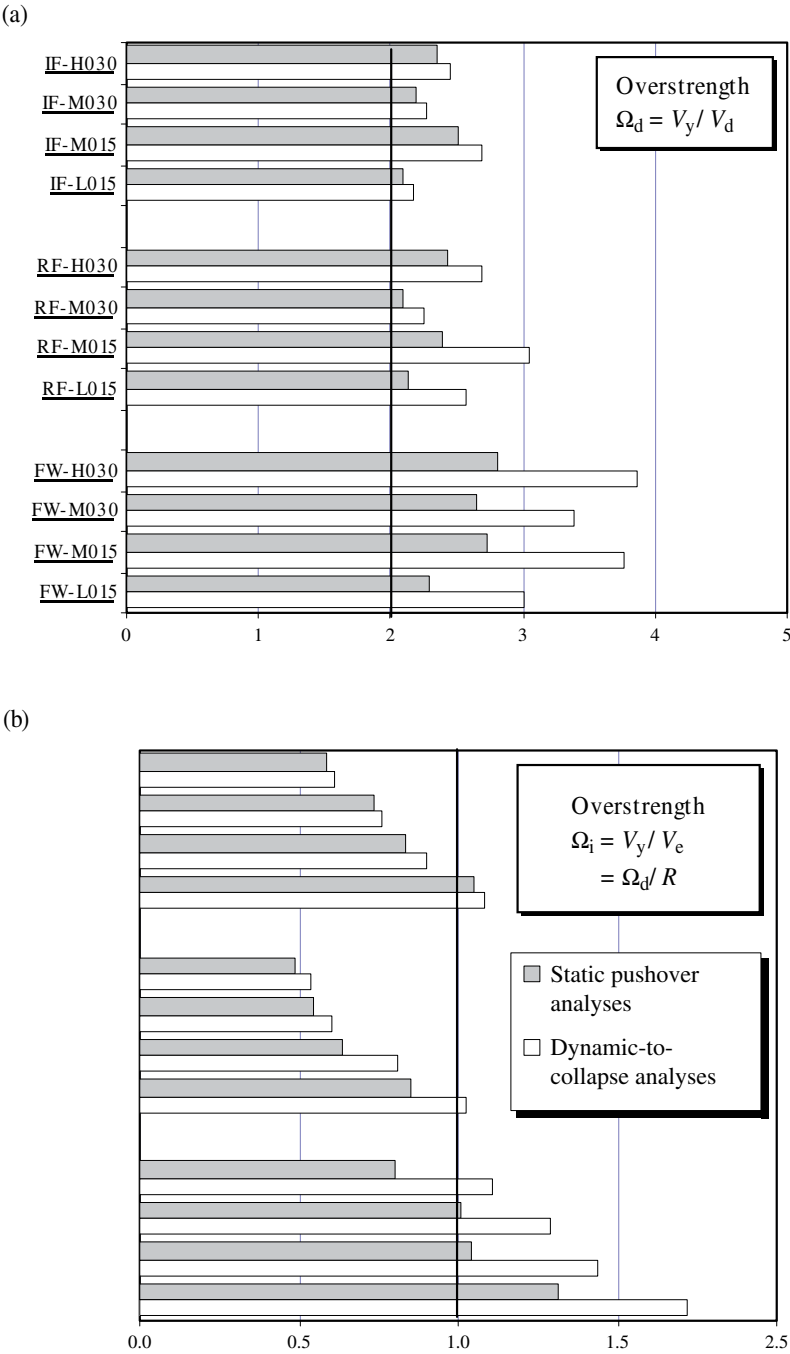 (a)
IF-H030
IF-M030
IF-M015
IF-L015
RF-H030
RF-M030
RF-M015
RF-L015
FW-H030
FW-M030
FW-M015
FW-L015
Overstrength
Ωd = Vy / Vd
0 1 2 3 4 5
(b)
Overstrength
Ωi = Vy / Ve
= Ωd / R
Static pushover
analyses
Dynamic-to-
collapse analyses
0.0 0.5 1.0 1.5 2.5